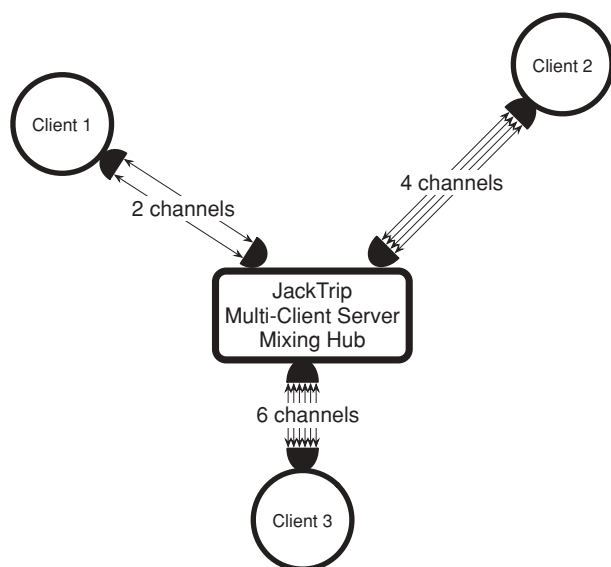 Client 2
Client 1
4 channels
2 channels
JackTrip
Multi-Client Server
Mixing Hub
6 channels
Client 3